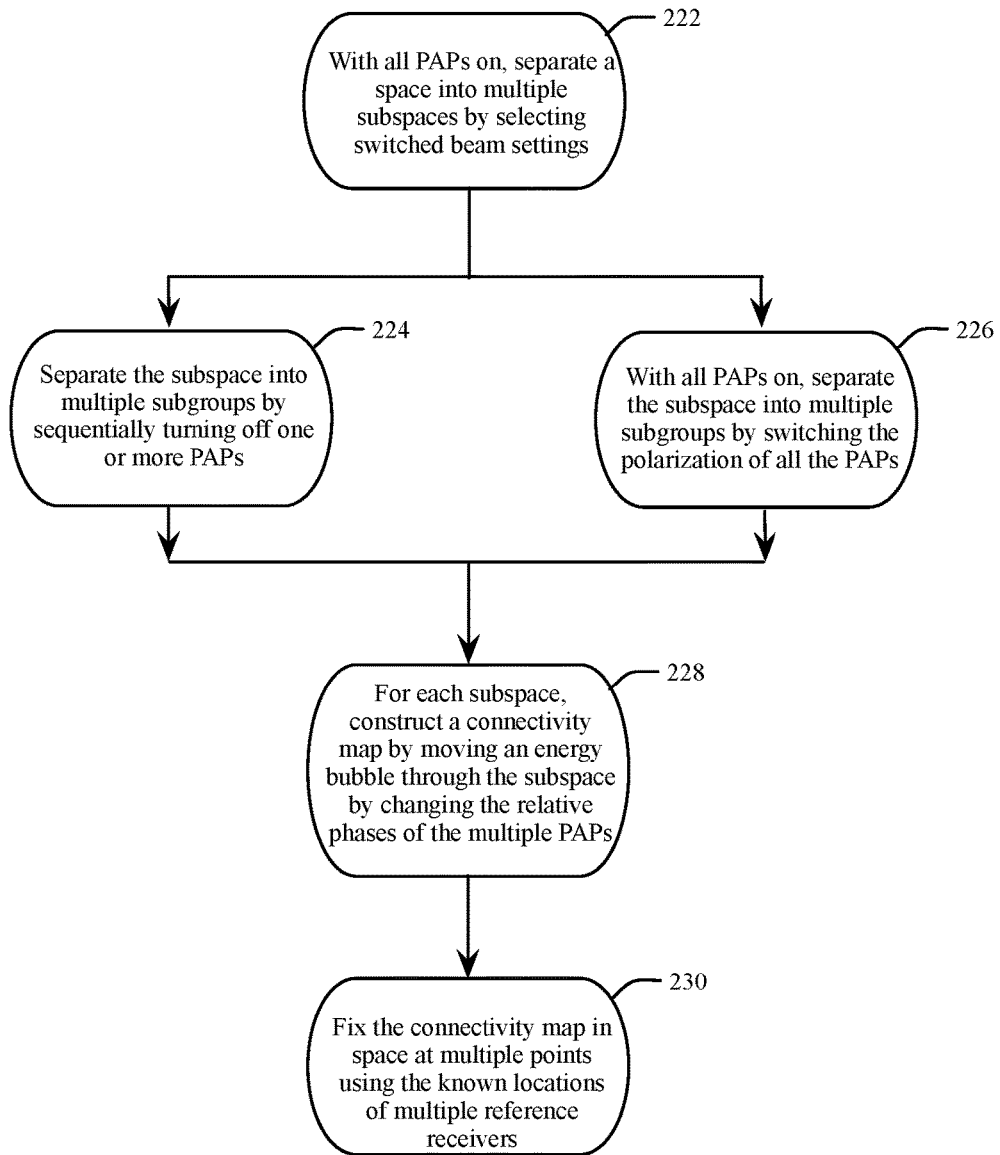 222
With all PAPs on, separate a
space into multiple
subspaces by selecting
switched beam settings
224
Separate the subspace into
multiple subgroups by
sequentially turning off one
or more PAPs
226
With all PAPs on, separate
the subspace into multiple
subgroups by switching the
polarization of all the PAPs
228
For each subspace,
construct a connectivity
map by moving an energy
bubble through the subspace
by changing the relative
phases of the multiple PAPs
230
Fix the connectivity map in
space at multiple points
using the known locations
of multiple reference
receivers